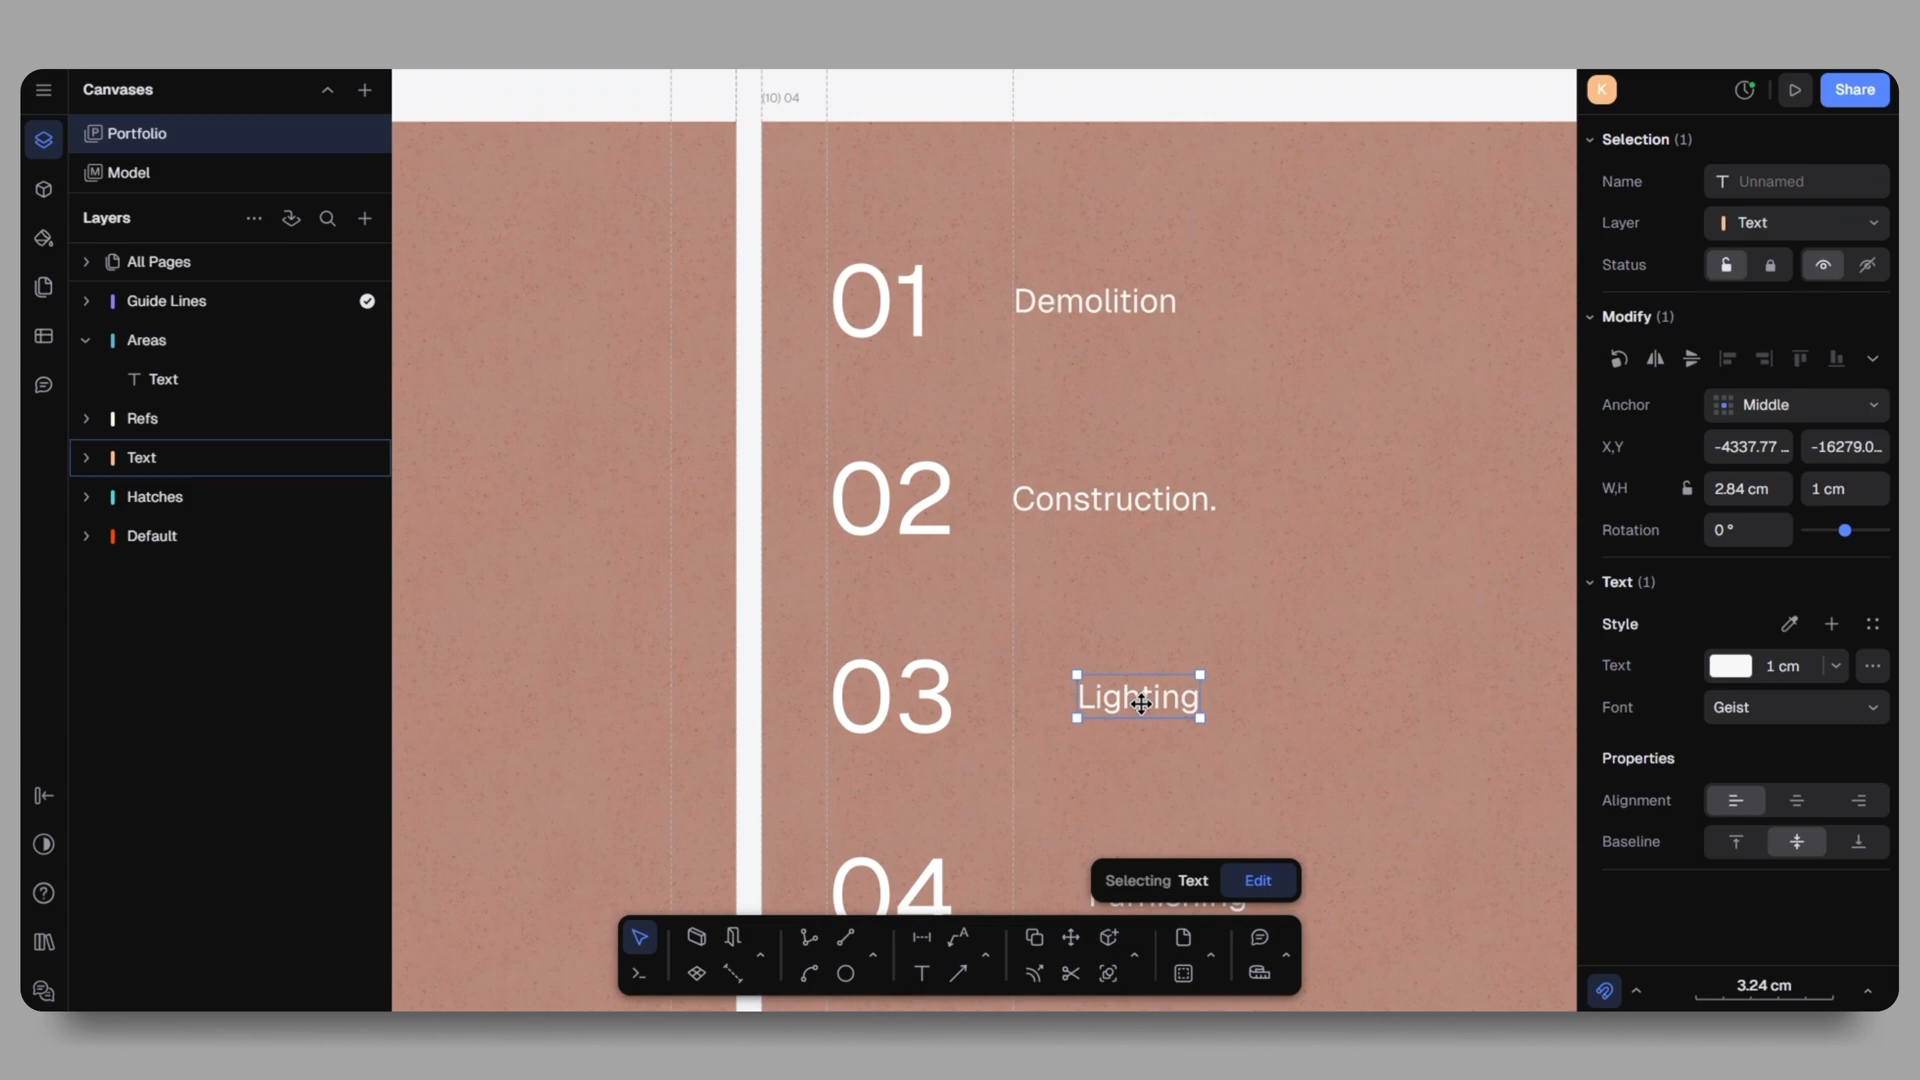 Canvases
Portfolio
Model
Layers
All Pages
Guide Lines
Areas
Text
Refs
Text
Hatches
Default
(10) 04
01 Demolition
02 Construction.
03 Lighting
04 Furnishing
Selecting Text Edit
K
Share
Selection (1)
Name Unnamed
Layer Text
Status
Modify (1)
Anchor Middle
X,Y -4337.77 ... -16279.0...
W,H 2.84 cm 1 cm
Rotation 0 °
Text (1)
Style
Text 1 cm
Font Geist
Properties
Alignment
Baseline
3.24 cm